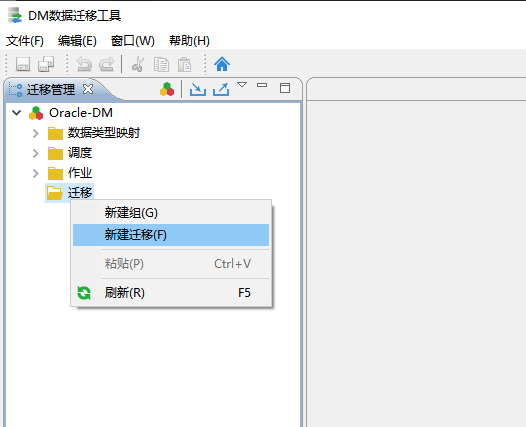 DM数据迁移工具
文件(F) 编辑(E) 窗口(W) 帮助(H)
迁移管理
Oracle-DM
数据类型映射
调度
作业
迁移
新建组(G)
新建迁移(F)
粘贴(P) Ctrl+V
刷新(R) F5